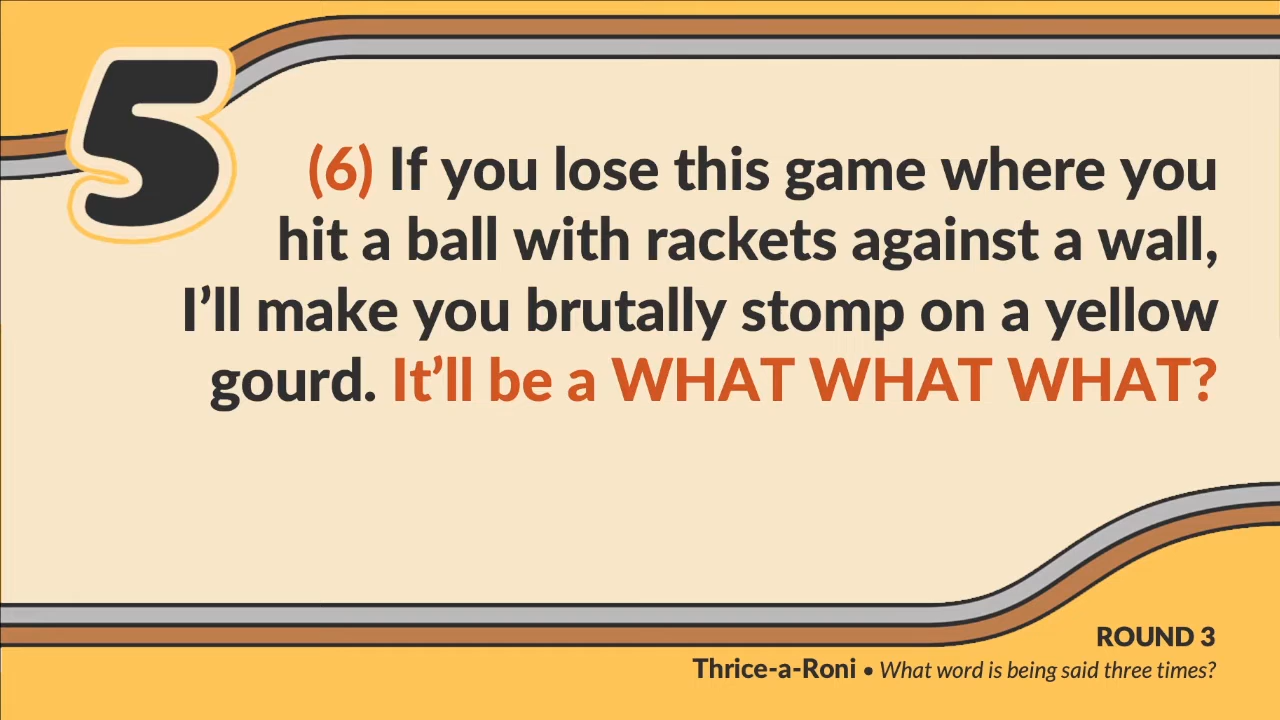 5
(6) If you lose this game where you
hit a ball with rackets against a wall,
I’ll make you brutally stomp on a yellow
gourd. It’ll be a WHAT WHAT WHAT?
ROUND 3
Thrice-a-Roni • What word is being said three times?